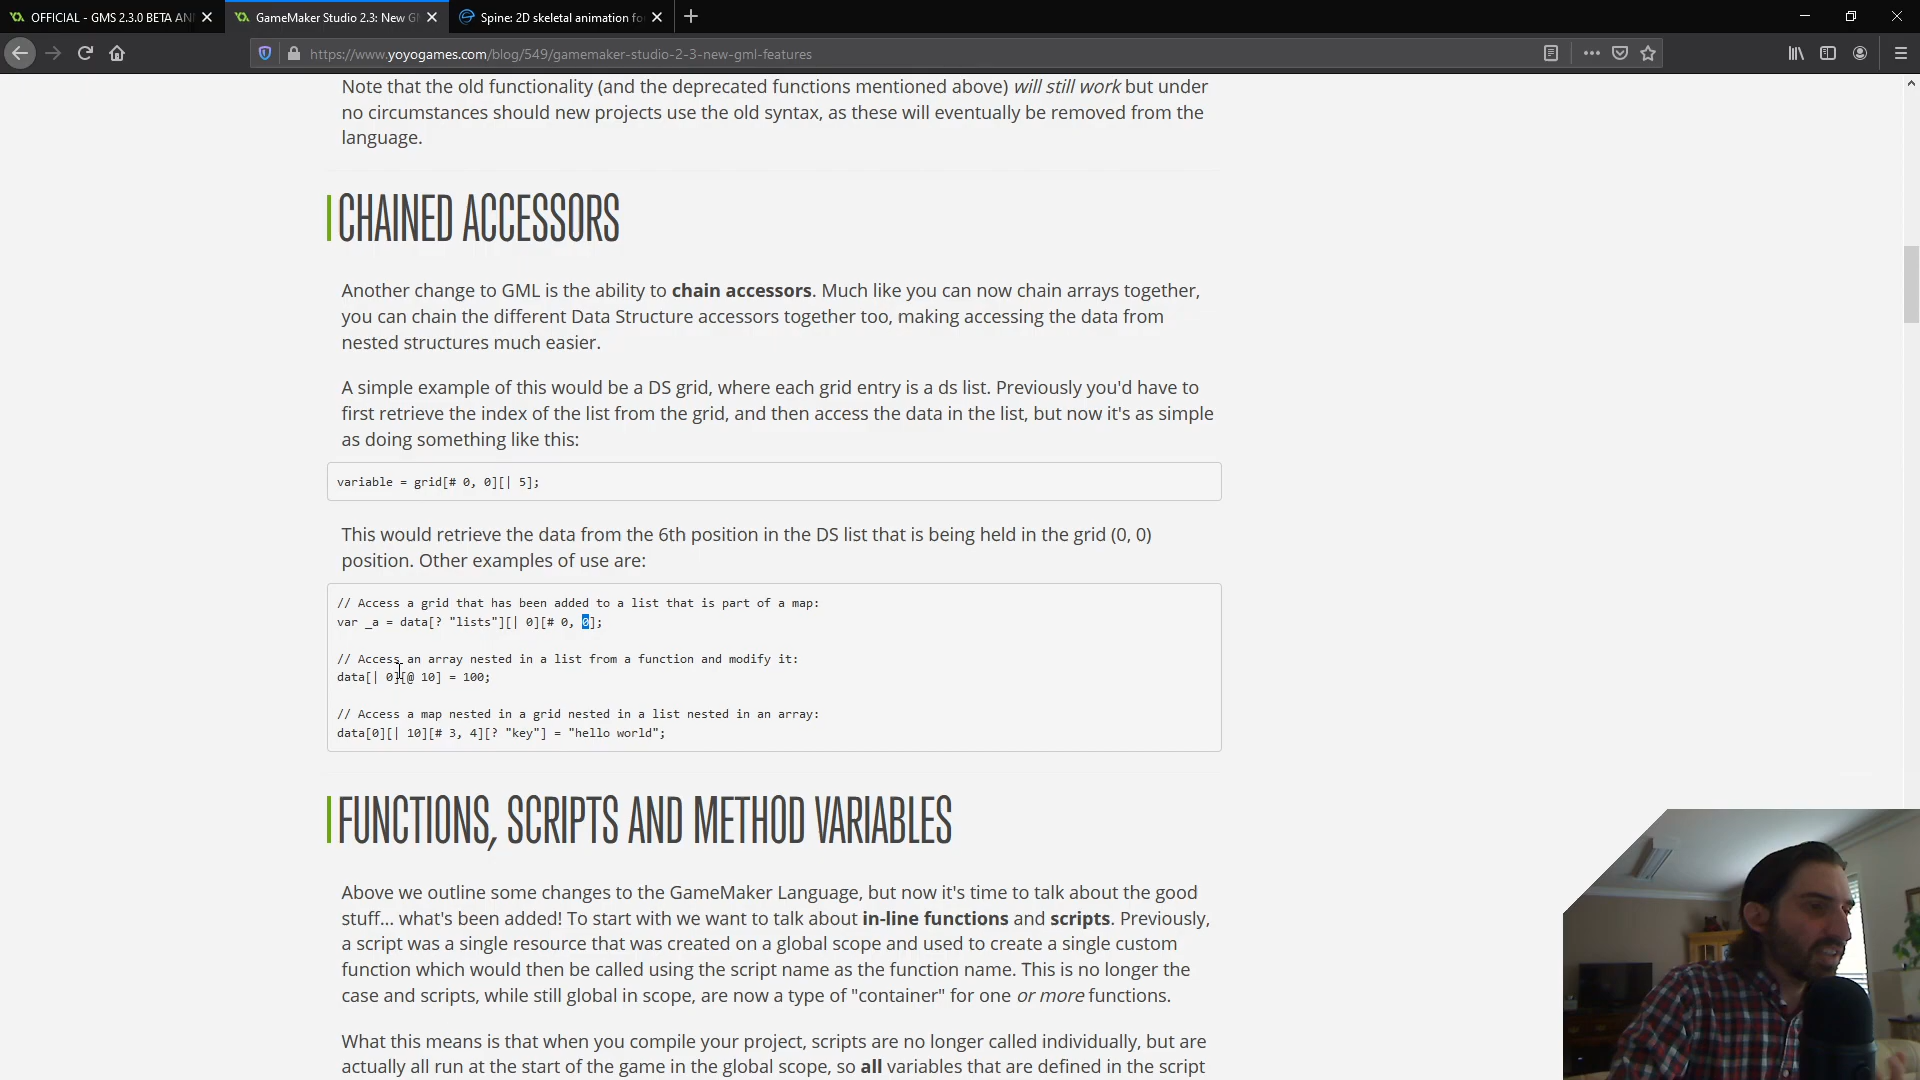 OFFICIAL - GMS 2.3.0 BETA AN
GameMaker Studio 2.3: New G
Spine: 2D skeletal animation fo
https://www.yoyogames.com/blog/549/gamemaker-studio-2-3-new-gml-features
Note that the old functionality (and the deprecated functions mentioned above) will still work but under
no circumstances should new projects use the old syntax, as these will eventually be removed from the
language.
CHAINED ACCESSORS
Another change to GML is the ability to chain accessors. Much like you can now chain arrays together,
you can chain the different Data Structure accessors together too, making accessing the data from
nested structures much easier.
A simple example of this would be a DS grid, where each grid entry is a ds list. Previously you'd have to
first retrieve the index of the list from the grid, and then access the data in the list, but now it's as simple
as doing something like this:
variable = grid[# 0, 0][| 5];
This would retrieve the data from the 6th position in the DS list that is being held in the grid (0, 0)
position. Other examples of use are:
// Access a grid that has been added to a list that is part of a map:
var _a = data[? "lists"][| 0][# 0, 0];
// Access an array nested in a list from a function and modify it:
data[| 0][@ 10] = 100;
// Access a map nested in a grid nested in a list nested in an array:
data[0][| 10][# 3, 4][? "key"] = "hello world";
FUNCTIONS, SCRIPTS AND METHOD VARIABLES
Above we outline some changes to the GameMaker Language, but now it's time to talk about the good
stuff... what's been added! To start with we want to talk about in-line functions and scripts. Previously,
a script was a single resource that was created on a global scope and used to create a single custom
function which would then be called using the script name as the function name. This is no longer the
case and scripts, while still global in scope, are now a type of "container" for one or more functions.
What this means is that when you compile your project, scripts are no longer called individually, but are
actually all run at the start of the game in the global scope, so all variables that are defined in the script